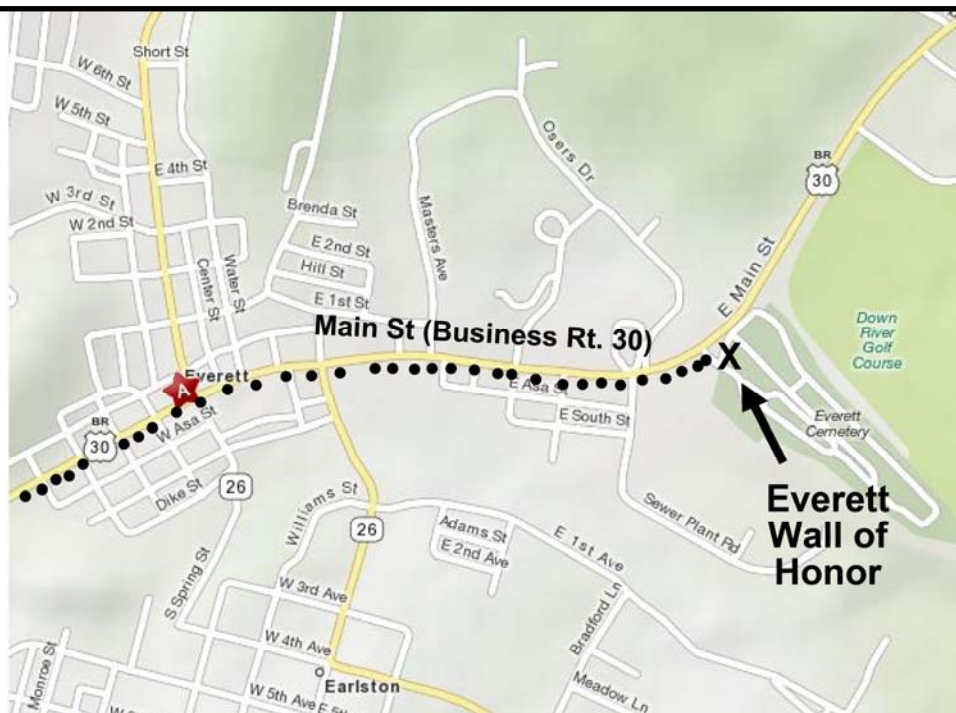 Short St
W 6th St
W 5th St
E 4th St
W 3rd St
W 2nd St
Center St
Water St
Brenda St
E 2nd St
Hill St
E 1st St
Masters Ave
Osers Dr
BR
30
E Main St
Down
River
Golf
Course
Main St (Business Rt. 30)
Everett
A
X
BR
30
W Asa St
E Asa St
E South St
Everett
Cemetery
Dike St
26
Williams St
26
S Spring St
Adams St
E 2nd Ave
E 1st Ave
Sewer Plant Rd
Everett
Wall of
Honor
W 3rd Ave
W 4th Ave
Bradford Ln
Earlston
Monroe St
W 5th Ave
Meadow Ln